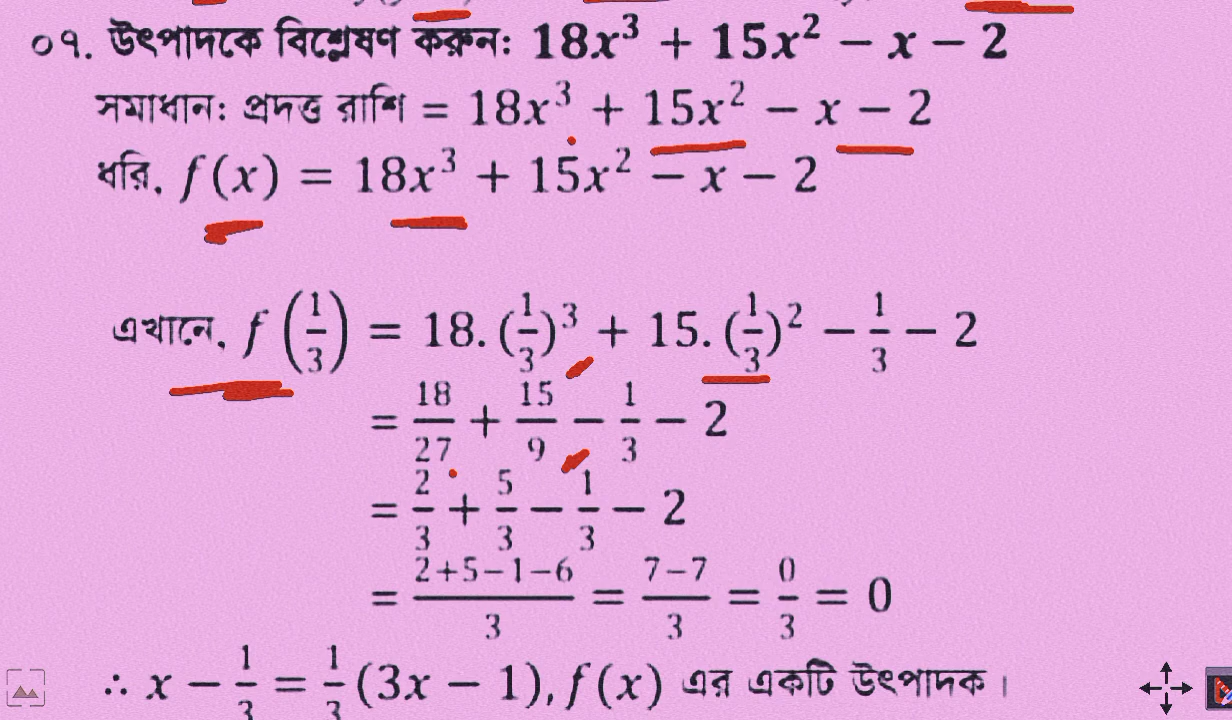 ০৭. উৎপাদকে বিশ্লেষণ করুন: 18x³ + 15x² − x − 2
সমাধান: প্রদত্ত রাশি = 18x³ + 15x² − x − 2
ধরি, f(x) = 18x³ + 15x² − x − 2
এখানে, f(1/3) = 18.(1/3)³ + 15.(1/3)² − 1/3 − 2
= 18/27 + 15/9 − 1/3 − 2
= 2/3 + 5/3 − 1/3 − 2
= (2+5−1−6)/3 = (7−7)/3 = 0/3 = 0
∴ x − 1/3 = 1/3 (3x − 1), f(x) এর একটি উৎপাদক।